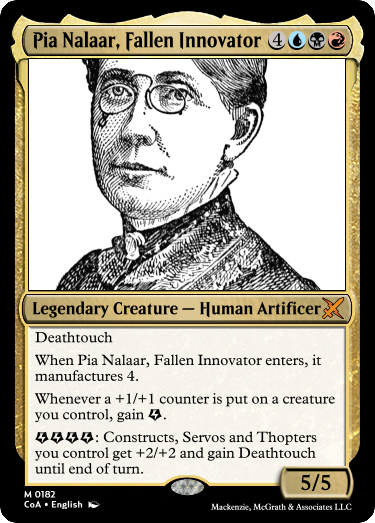 Pia Nalaar, Fallen Innovator 4
Legendary Creature — Human Artificer
Deathtouch
When Pia Nalaar, Fallen Innovator enters, it
manufactures 4.
Whenever a +1/+1 counter is put on a creature
you control, gain .
: Constructs, Servos and Thopters
you control get +2/+2 and gain Deathtouch
until end of turn.
5/5
M 0182
CoA • English
Mackenzie, McGrath & Associates LLC